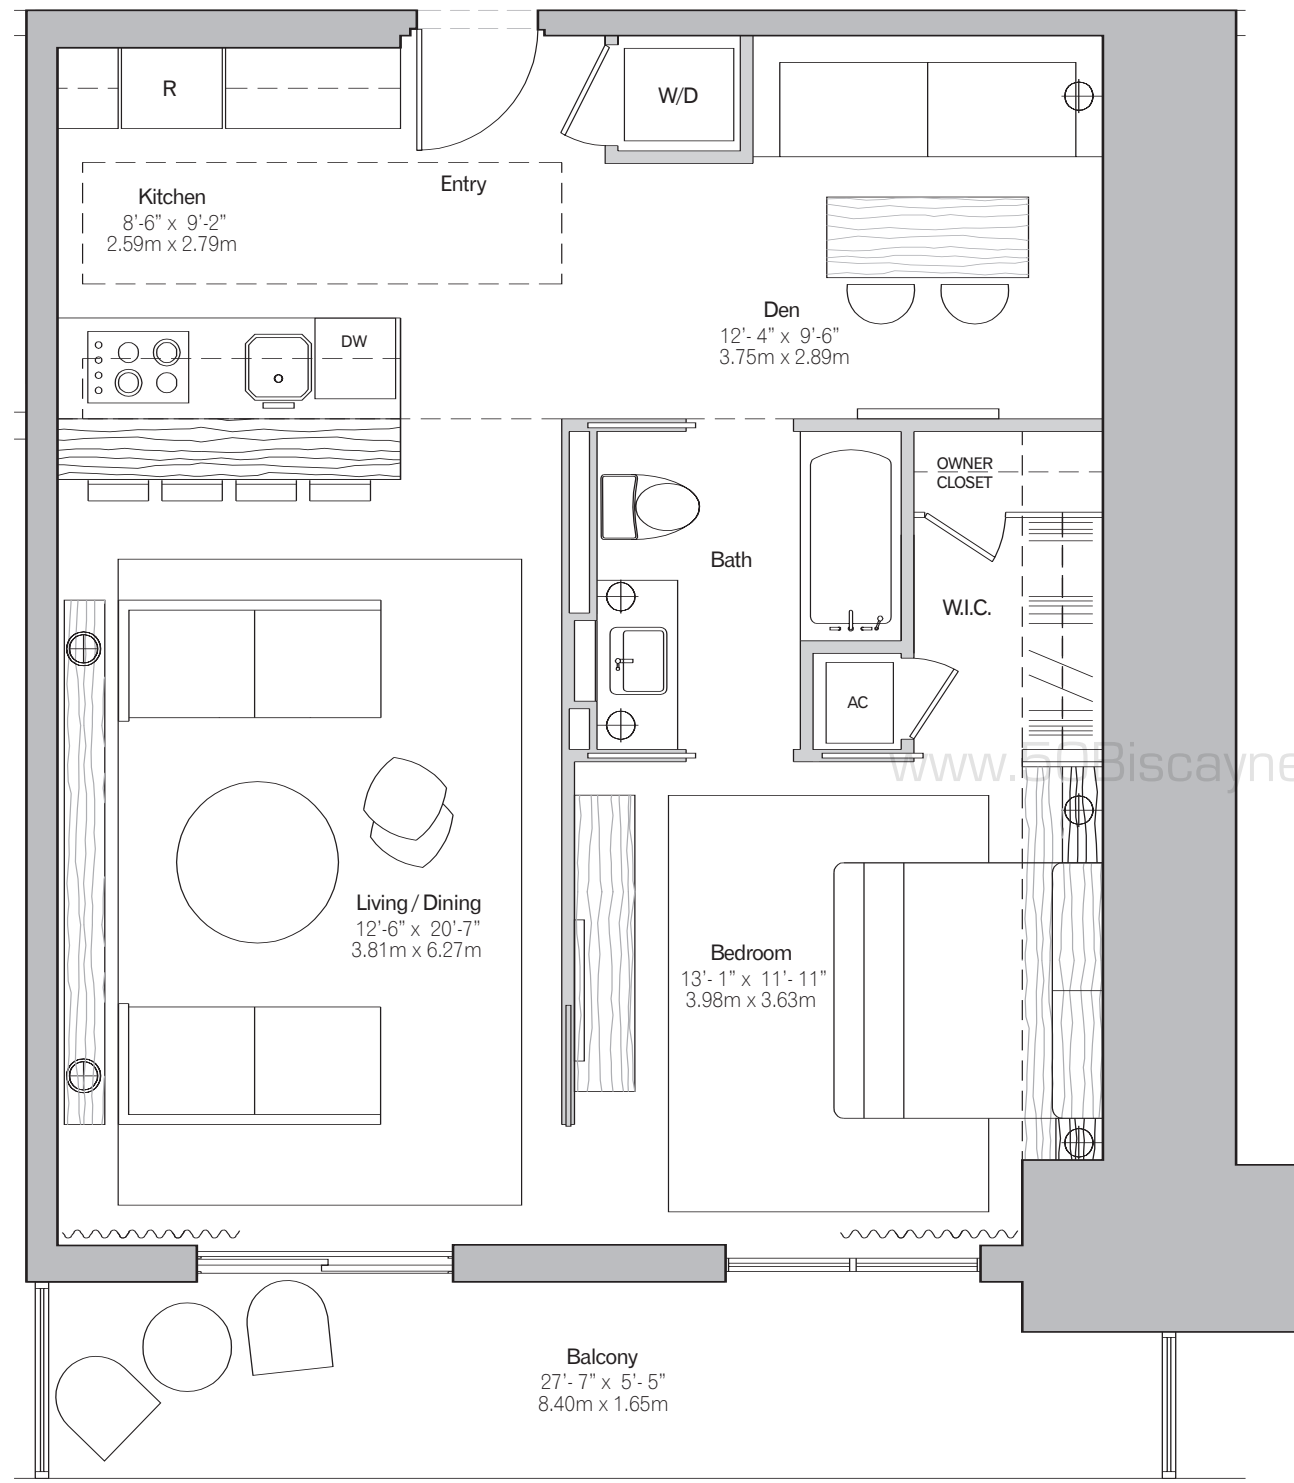 R
W/D
Entry
Kitchen
8'-6" x 9'-2"
2.59m x 2.79m
Den
12'- 4" x 9'-6"
3.75m x 2.89m
DW
OWNER
CLOSET
Bath
W.I.C.
AC
www.50Biscayne
Living / Dining
12'-6" x 20'-7"
3.81m x 6.27m
Bedroom
13'- 1" x 11'- 11"
3.98m x 3.63m
Balcony
27'- 7" x 5'- 5"
8.40m x 1.65m